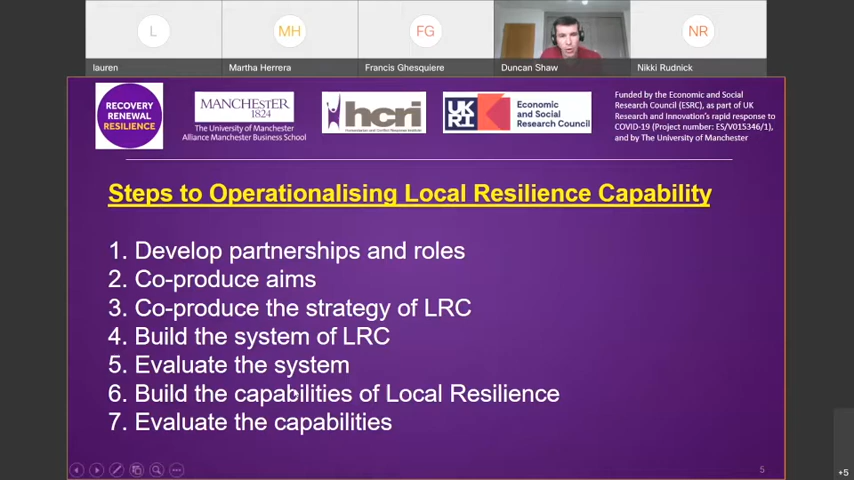 L
MH
FG
NR
lauren
Martha Herrera
Francis Ghesquiere
Duncan Shaw
Nikki Rudnick
RECOVERY
RENEWAL
RESILIENCE
MANCHESTER
1824
The University of Manchester
Alliance Manchester Business School
hcri
Humanitarian and Conflict Response Institute
UK
RI
Economic
and Social
Research Council
Funded by the Economic and Social
Research Council (ESRC), as part of UK
Research and Innovation's rapid response to
COVID-19 (Project number: ES/V015346/1),
and by The University of Manchester
Steps to Operationalising Local Resilience Capability
1. Develop partnerships and roles
2. Co-produce aims
3. Co-produce the strategy of LRC
4. Build the system of LRC
5. Evaluate the system
6. Build the capabilities of Local Resilience
7. Evaluate the capabilities
5
+5